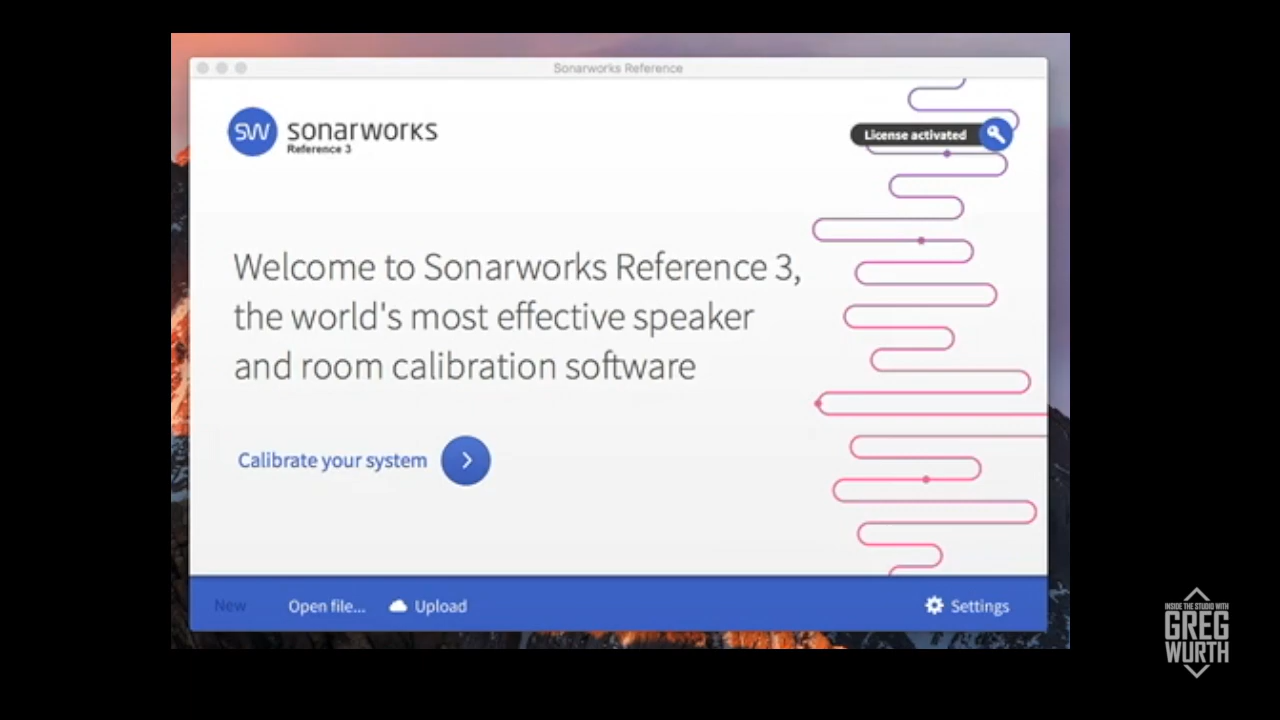 Sonarworks Reference
SW
sonarworks
Reference 3
License activated
Welcome to Sonarworks Reference 3,
the world's most effective speaker
and room calibration software
Calibrate your system
New
Open file...
Upload
Settings
INSIDE THE STUDIO WITH
GREG
WURTH